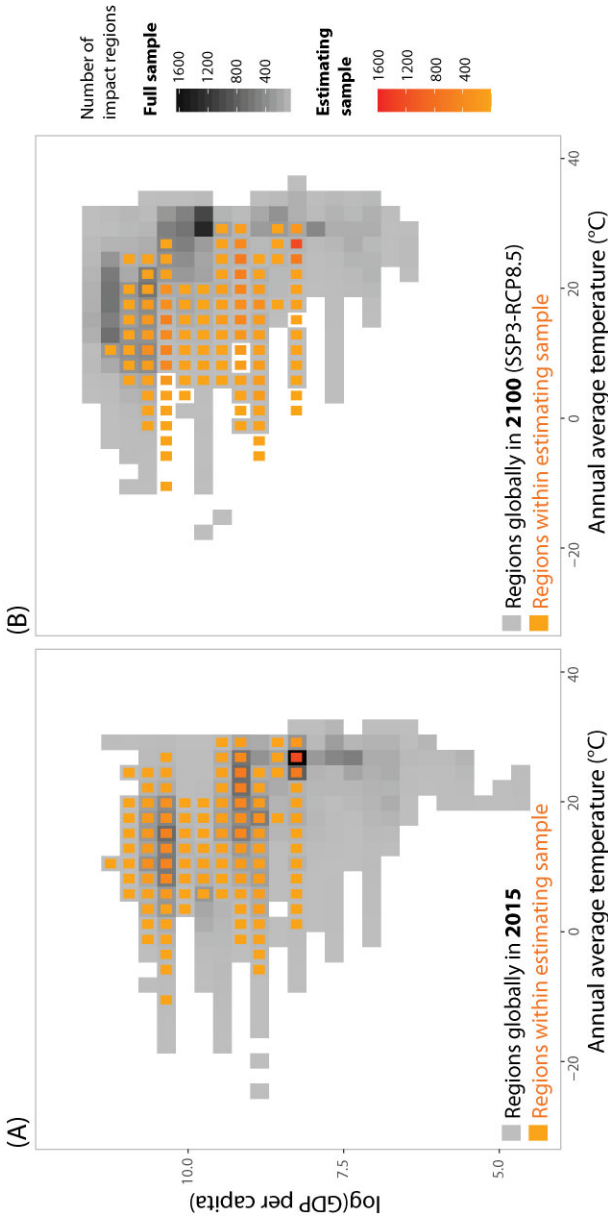 (A)
log(GDP per capita)
10.0
7.5
5.0
Regions globally in 2015
Regions within estimating sample
−20
0
20
40
Annual average temperature (°C)
(B)
Regions globally in 2100 (SSP3-RCP8.5)
Regions within estimating sample
−20
0
20
40
Annual average temperature (°C)
Number of
impact regions
Full sample
1600
1200
800
400
Estimating
sample
1600
1200
800
400